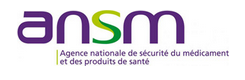 ansm
Agence nationale de sécurité du médicament
et des produits de santé